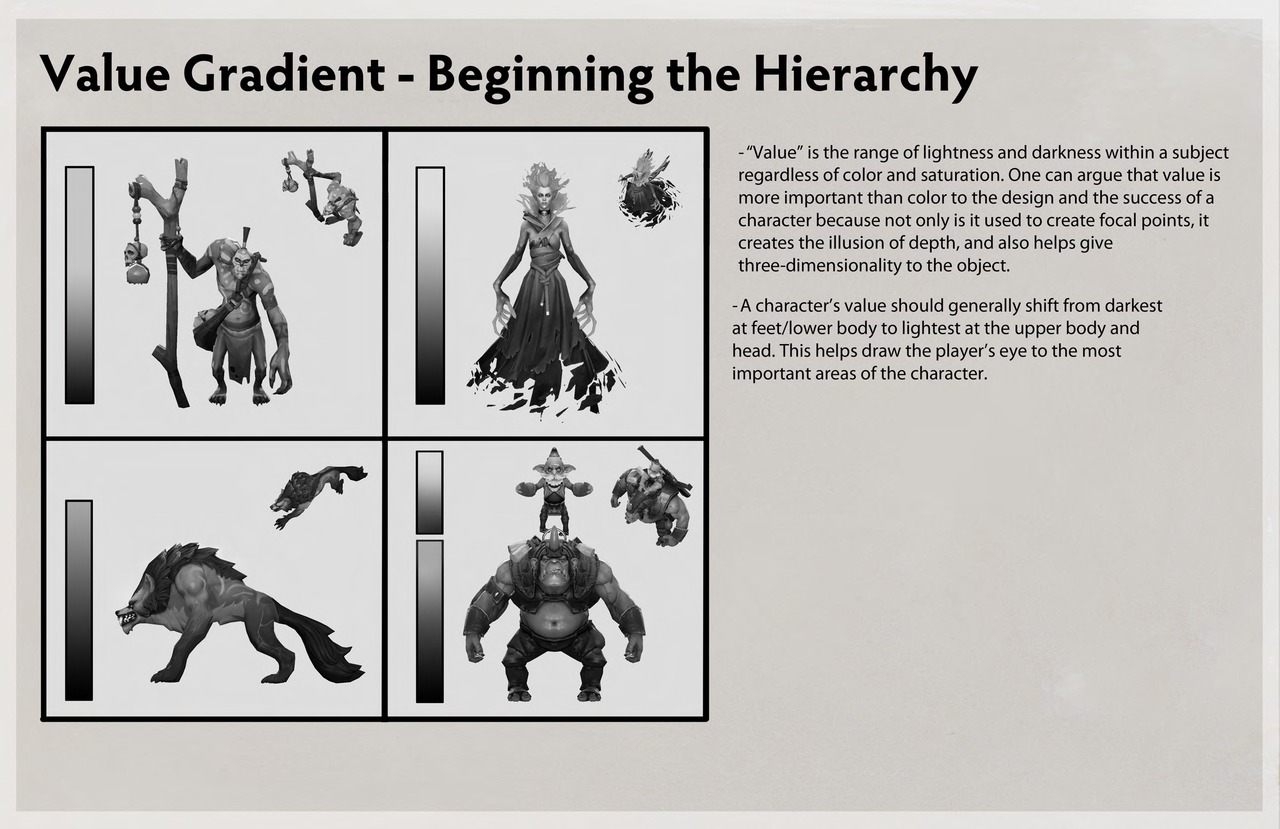 Value Gradient - Beginning the Hierarchy
- “Value” is the range of lightness and darkness within a subject
regardless of color and saturation. One can argue that value is
more important than color to the design and the success of a
character because not only is it used to create focal points, it
creates the illusion of depth, and also helps give
three-dimensionality to the object.
- A character’s value should generally shift from darkest
at feet/lower body to lightest at the upper body and
head. This helps draw the player’s eye to the most
important areas of the character.